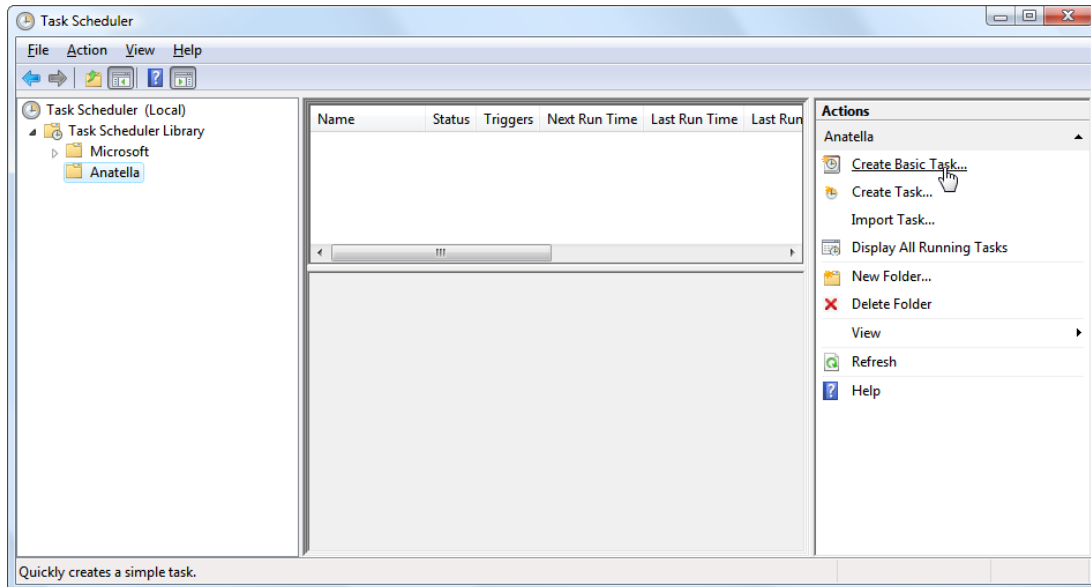 Task Scheduler
File Action View Help
Task Scheduler (Local)
Task Scheduler Library
Microsoft
Anatella
Name Status Triggers Next Run Time Last Run Time Last Run
Actions
Anatella
Create Basic Task...
Create Task...
Import Task...
Display All Running Tasks
New Folder...
Delete Folder
View
Refresh
Help
Quickly creates a simple task.